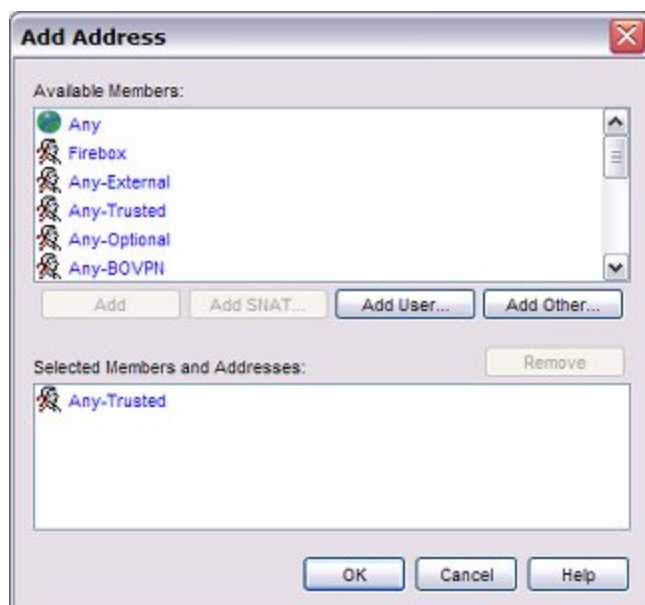 Add Address
Available Members:
Any
Firebox
Any-External
Any-Trusted
Any-Optional
Any-BOVPN
Add Add SNAT... Add User... Add Other...
Selected Members and Addresses: Remove
Any-Trusted
OK Cancel Help